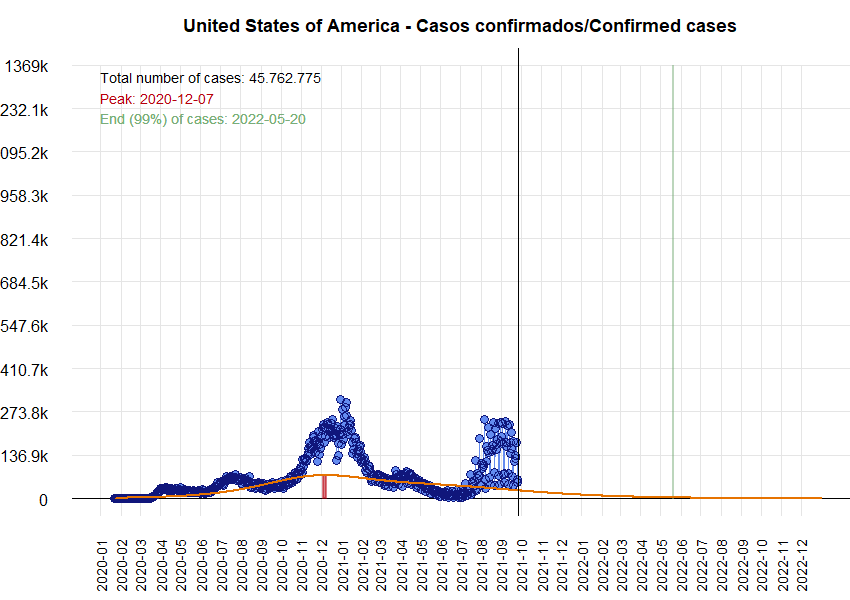 United States of America - Casos confirmados/Confirmed cases
1369k
Total number of cases: 45.762.775
Peak: 2020-12-07
End (99%) of cases: 2022-05-20
232.1k
095.2k
958.3k
821.4k
684.5k
547.6k
410.7k
273.8k
136.9k
0
2020-01
2020-02
2020-03
2020-04
2020-05
2020-06
2020-07
2020-08
2020-09
2020-10
2020-11
2020-12
2021-01
2021-02
2021-03
2021-04
2021-05
2021-06
2021-07
2021-08
2021-09
2021-10
2021-11
2021-12
2022-01
2022-02
2022-03
2022-04
2022-05
2022-06
2022-07
2022-08
2022-09
2022-10
2022-11
2022-12